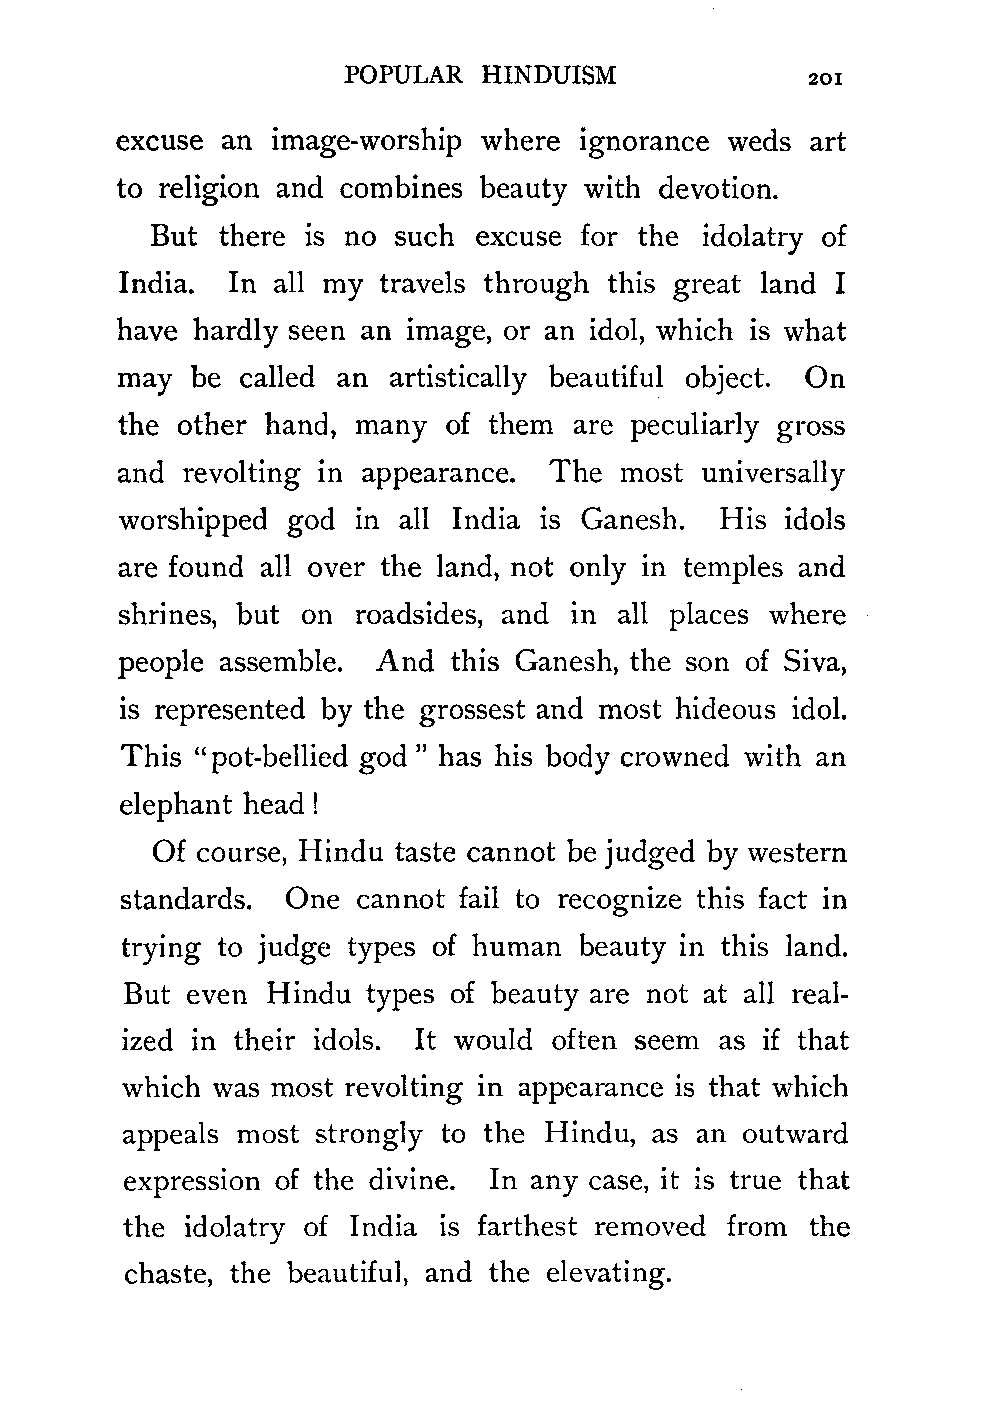 POPULAR HINDUISM 201
excuse an image-worship where ignorance weds art
to religion and combines beauty with devotion.
But there is no such excuse for the idolatry of
India. In all my travels through this great land I
have hardly seen an image, or an idol, which is what
may be called an artistically beautiful object. On
the other hand, many of them are peculiarly gross
and revolting in appearance. The most universally
worshipped god in all India is Ganesh. His idols
are found all over the land, not only in temples and
shrines, but on roadsides, and in all places where
people assemble. And this Ganesh, the son of Siva,
is represented by the grossest and most hideous idol.
This "pot-bellied god" has his body crowned with an
elephant head!
Of course, Hindu taste cannot be judged by western
standards. One cannot fail to recognize this fact in
trying to judge types of human beauty in this land.
But even Hindu types of beauty are not at all real-
ized in their idols. It would often seem as if that
which was most revolting in appearance is that which
appeals most strongly to the Hindu, as an outward
expression of the divine. In any case, it is true that
the idolatry of India is farthest removed from the
chaste, the beautiful, and the elevating.